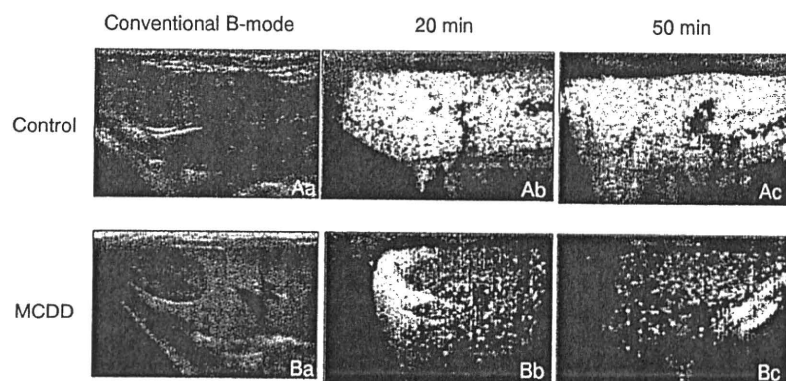 Conventional B-mode 20 min 50 min
Control
Aa Ab Ac
MCDD
Ba Bb Bc